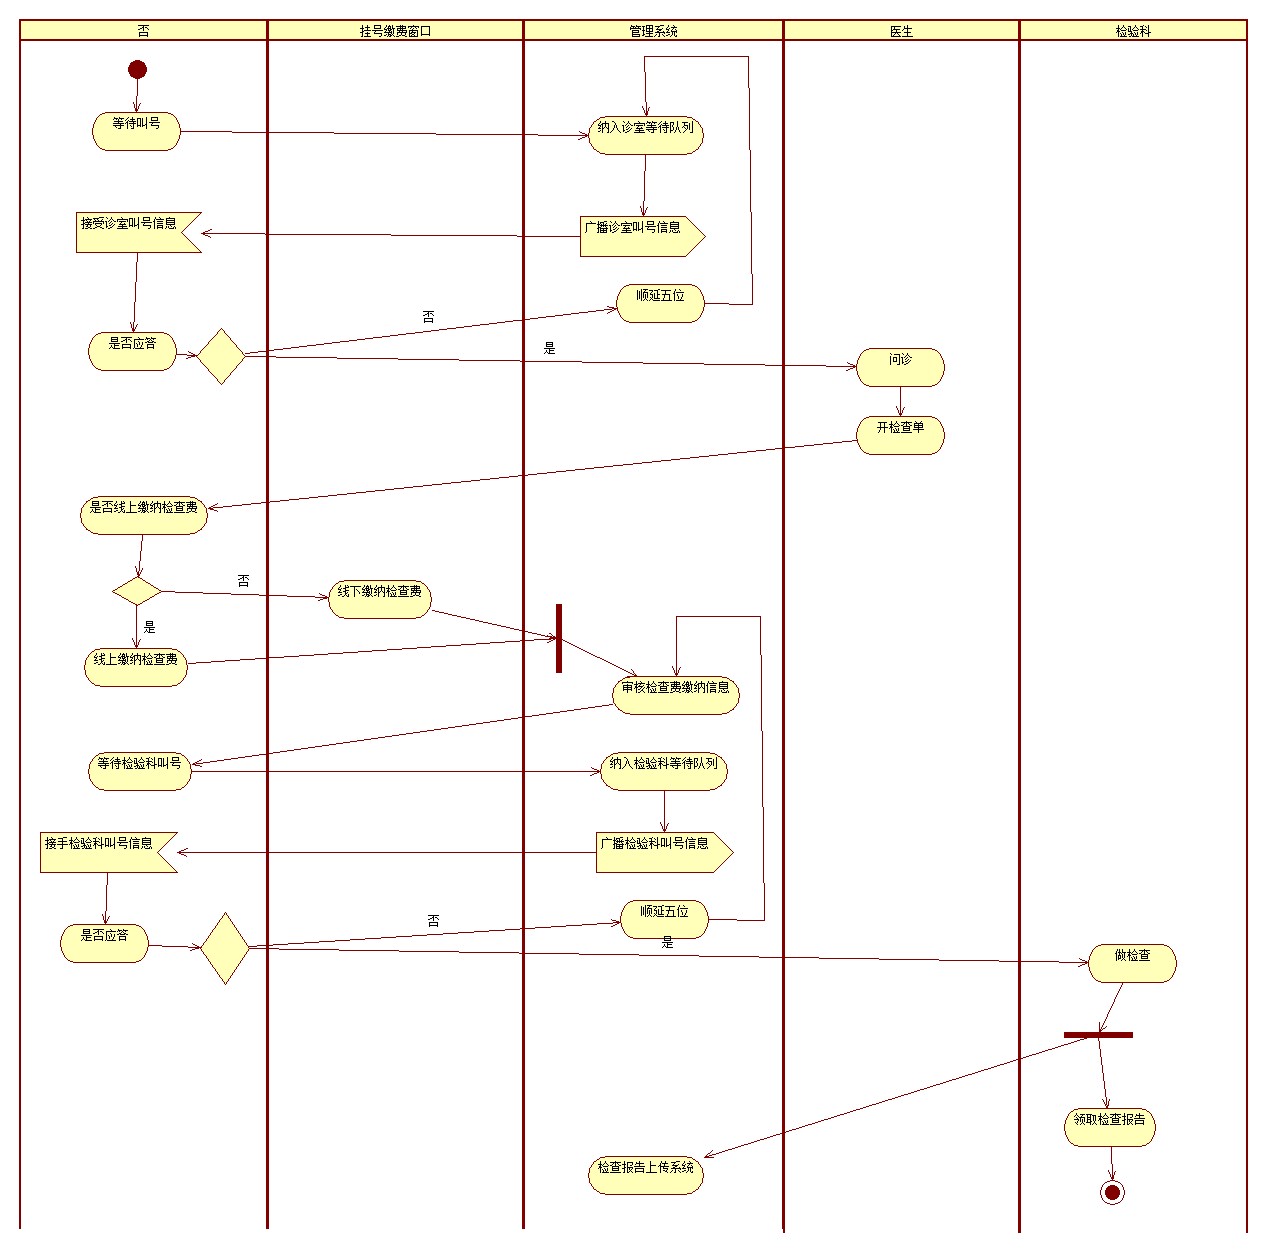 否
挂号缴费窗口
管理系统
医生
检验科
等待叫号
纳入诊室等待队列
接受诊室叫号信息
广播诊室叫号信息
顺延五位
否
是否应答
是
问诊
开检查单
是否线上缴纳检查费
否
线下缴纳检查费
是
线上缴纳检查费
审核检查费缴纳信息
等待检验科叫号
纳入检验科等待队列
接手检验科叫号信息
广播检验科叫号信息
顺延五位
否
是否应答
是
做检查
领取检查报告
检查报告上传系统